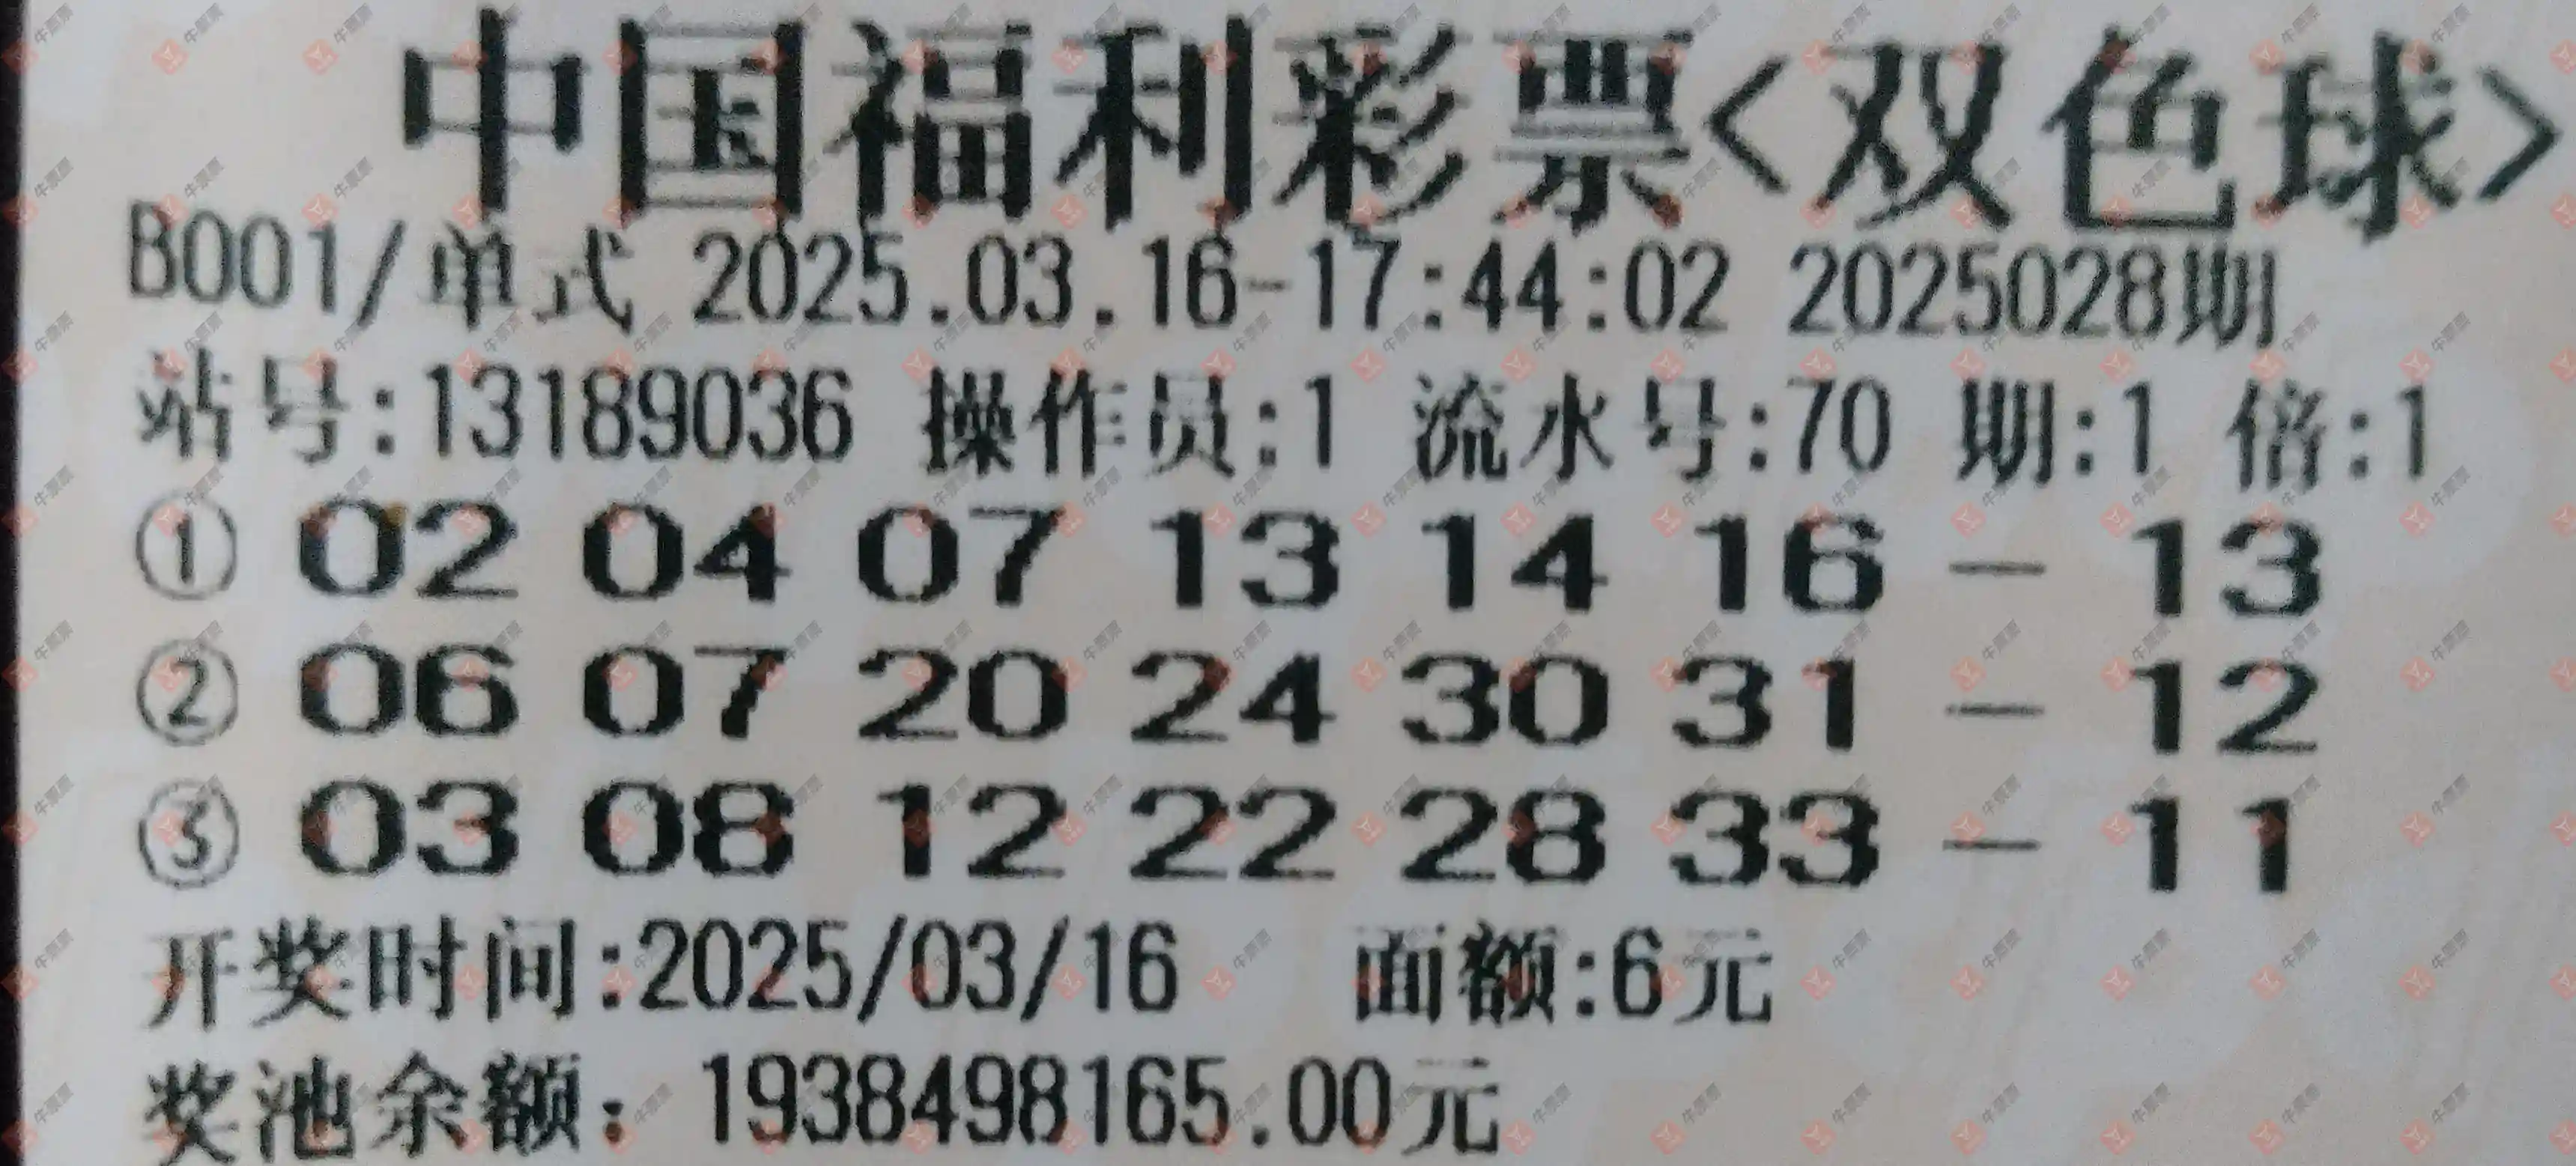 中国福利彩票<双色球>
B001/单式 2025.03.16-17:44:02 2025028期
站号:13189036 操作员:1 流水号:70 期:1 倍:1
① 02 04 07 13 14 16 - 13
② 06 07 20 24 30 31 - 12
③ 03 08 12 22 28 33 - 11
开奖时间:2025/03/16 面额:6元
奖池余额: 1938498165.00元